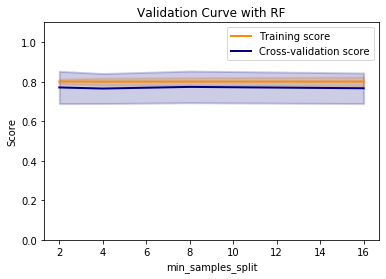 Validation Curve with RF
Training score
Cross-validation score
Score
1.0
0.8
0.6
0.4
0.2
0.0
2 4 6 8 10 12 14 16
min_samples_split